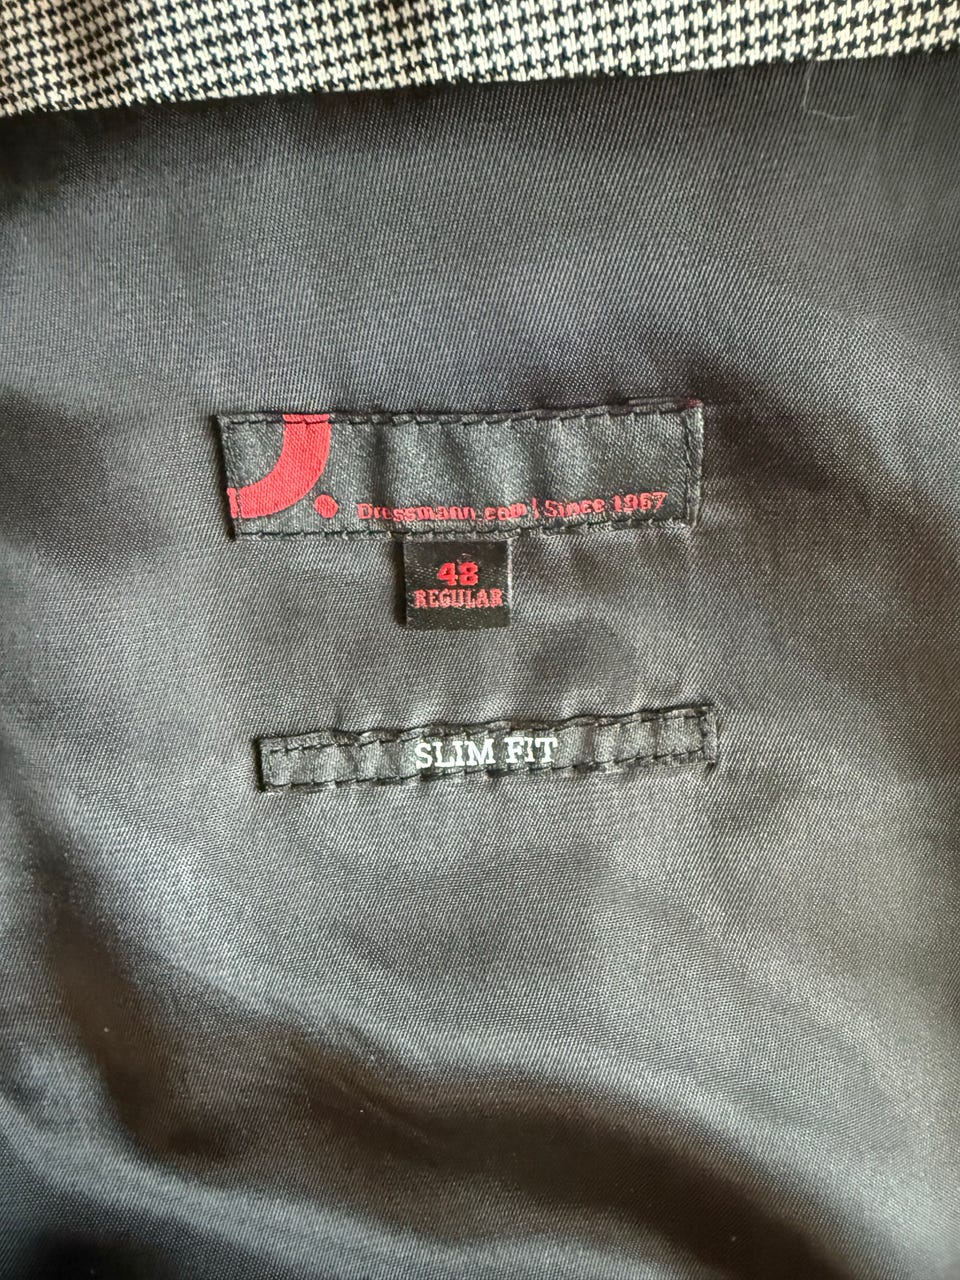 D.
Dressmann.com | Since 1967
48
REGULAR
SLIM FIT